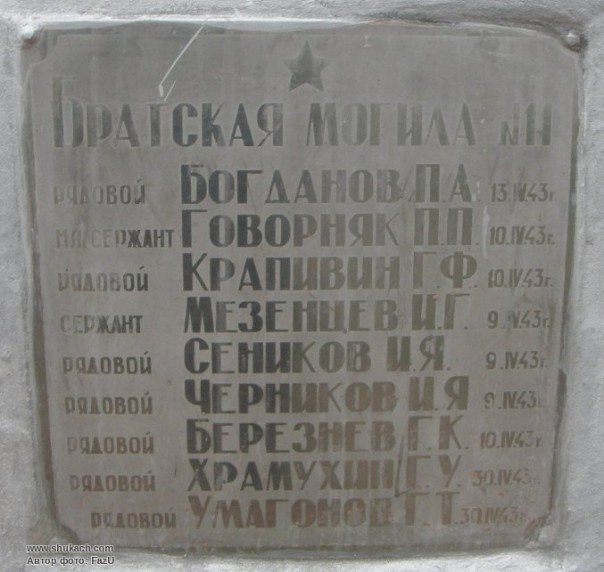 Братская могила №11
рядовой Богданов П.А. 13.IV.43г.
мл. сержант Говорняк П.П. 10.IV.43г.
рядовой Крапивин Г.Ф. 10.IV.43г.
сержант Мезенцев И.Г. 9.IV.43г.
рядовой Сеников И.Я. 9.IV.43г.
рядовой Черников И.Я 9.IV.43г.
рядовой Березнев Г.К. 10.IV.43г.
рядовой Храмухин Г.У. 30.IV.43г.
рядовой Умагонов Г.Т. 30.IV.43г.
www.shukach.com
Автор фото: FazU